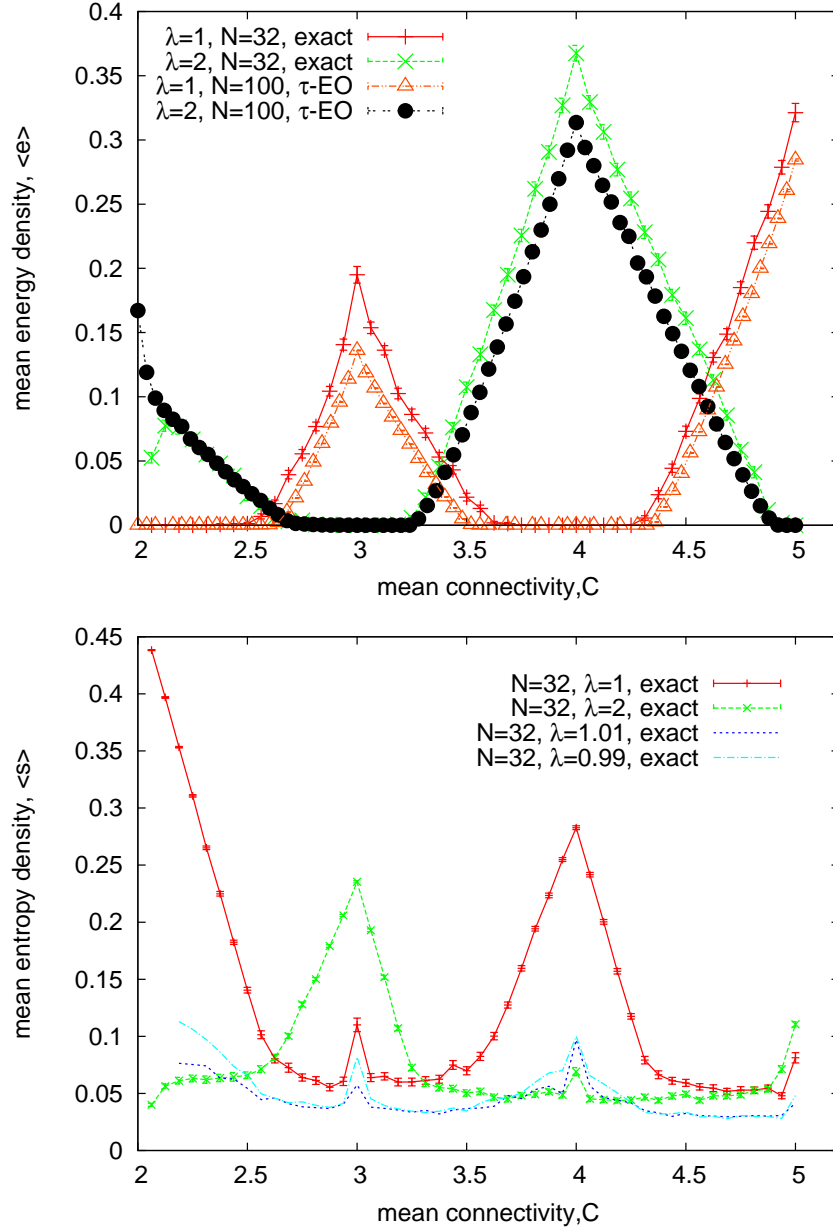 0.4
0.35
0.3
0.25
0.2
0.15
0.1
0.05
0
mean energy density, <e>
λ=1, N=32, exact
λ=2, N=32, exact
λ=1, N=100, τ-EO
λ=2, N=100, τ-EO
2 2.5 3 3.5 4 4.5 5
mean connectivity,C
0.45
0.4
0.35
0.3
0.25
0.2
0.15
0.1
0.05
0
mean entropy density, <s>
N=32, λ=1, exact
N=32, λ=2, exact
N=32, λ=1.01, exact
N=32, λ=0.99, exact
2 2.5 3 3.5 4 4.5 5
mean connectivity,C